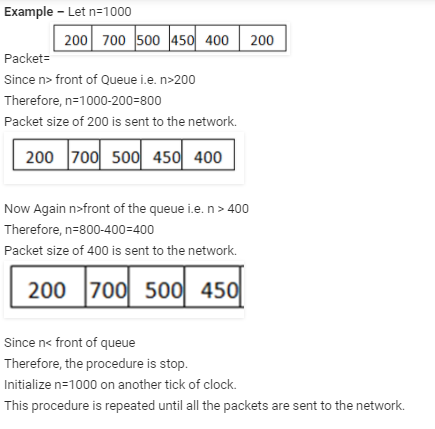 Example – Let n=1000
200 700 500 450 400 200
Packet=
Since n> front of Queue i.e. n>200
Therefore, n=1000-200=800
Packet size of 200 is sent to the network.
200 700 500 450 400
Now Again n>front of the queue i.e. n > 400
Therefore, n=800-400=400
Packet size of 400 is sent to the network.
200 700 500 450
Since n< front of queue
Therefore, the procedure is stop.
Initialize n=1000 on another tick of clock.
This procedure is repeated until all the packets are sent to the network.